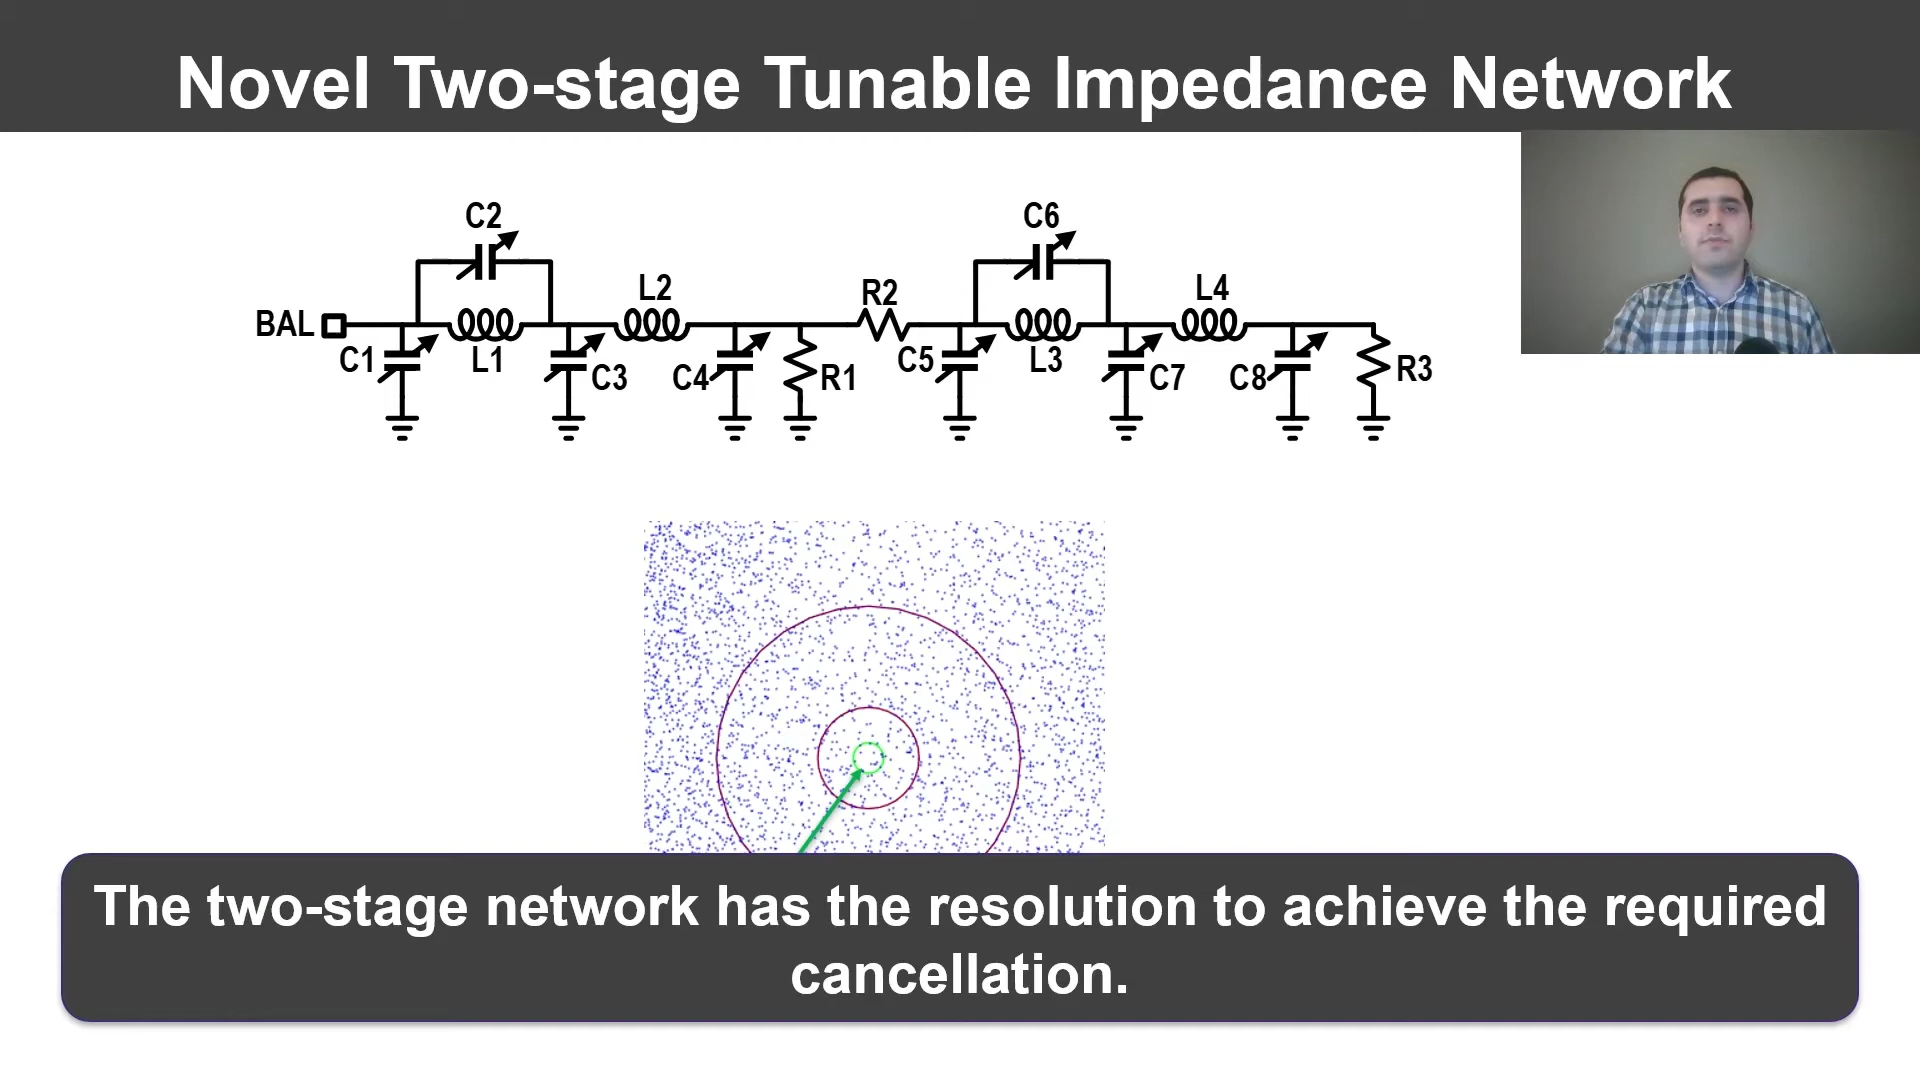 Novel Two-stage Tunable Impedance Network
C2
C6
L2
R2
L4
BAL
C1
L1
C3
C4
R1
C5
L3
C7
C8
R3
The two-stage network has the resolution to achieve the required
cancellation.